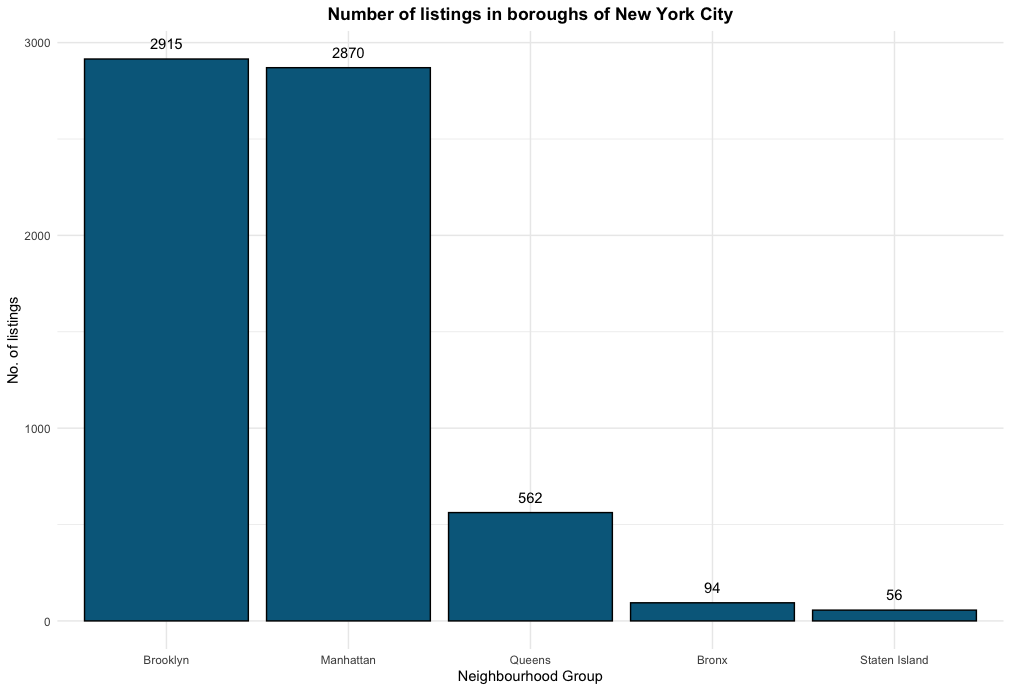 Number of listings in boroughs of New York City
2915
2870
562
94
56
3000
2000
1000
0
No. of listings
Brooklyn Manhattan Queens Bronx Staten Island
Neighbourhood Group